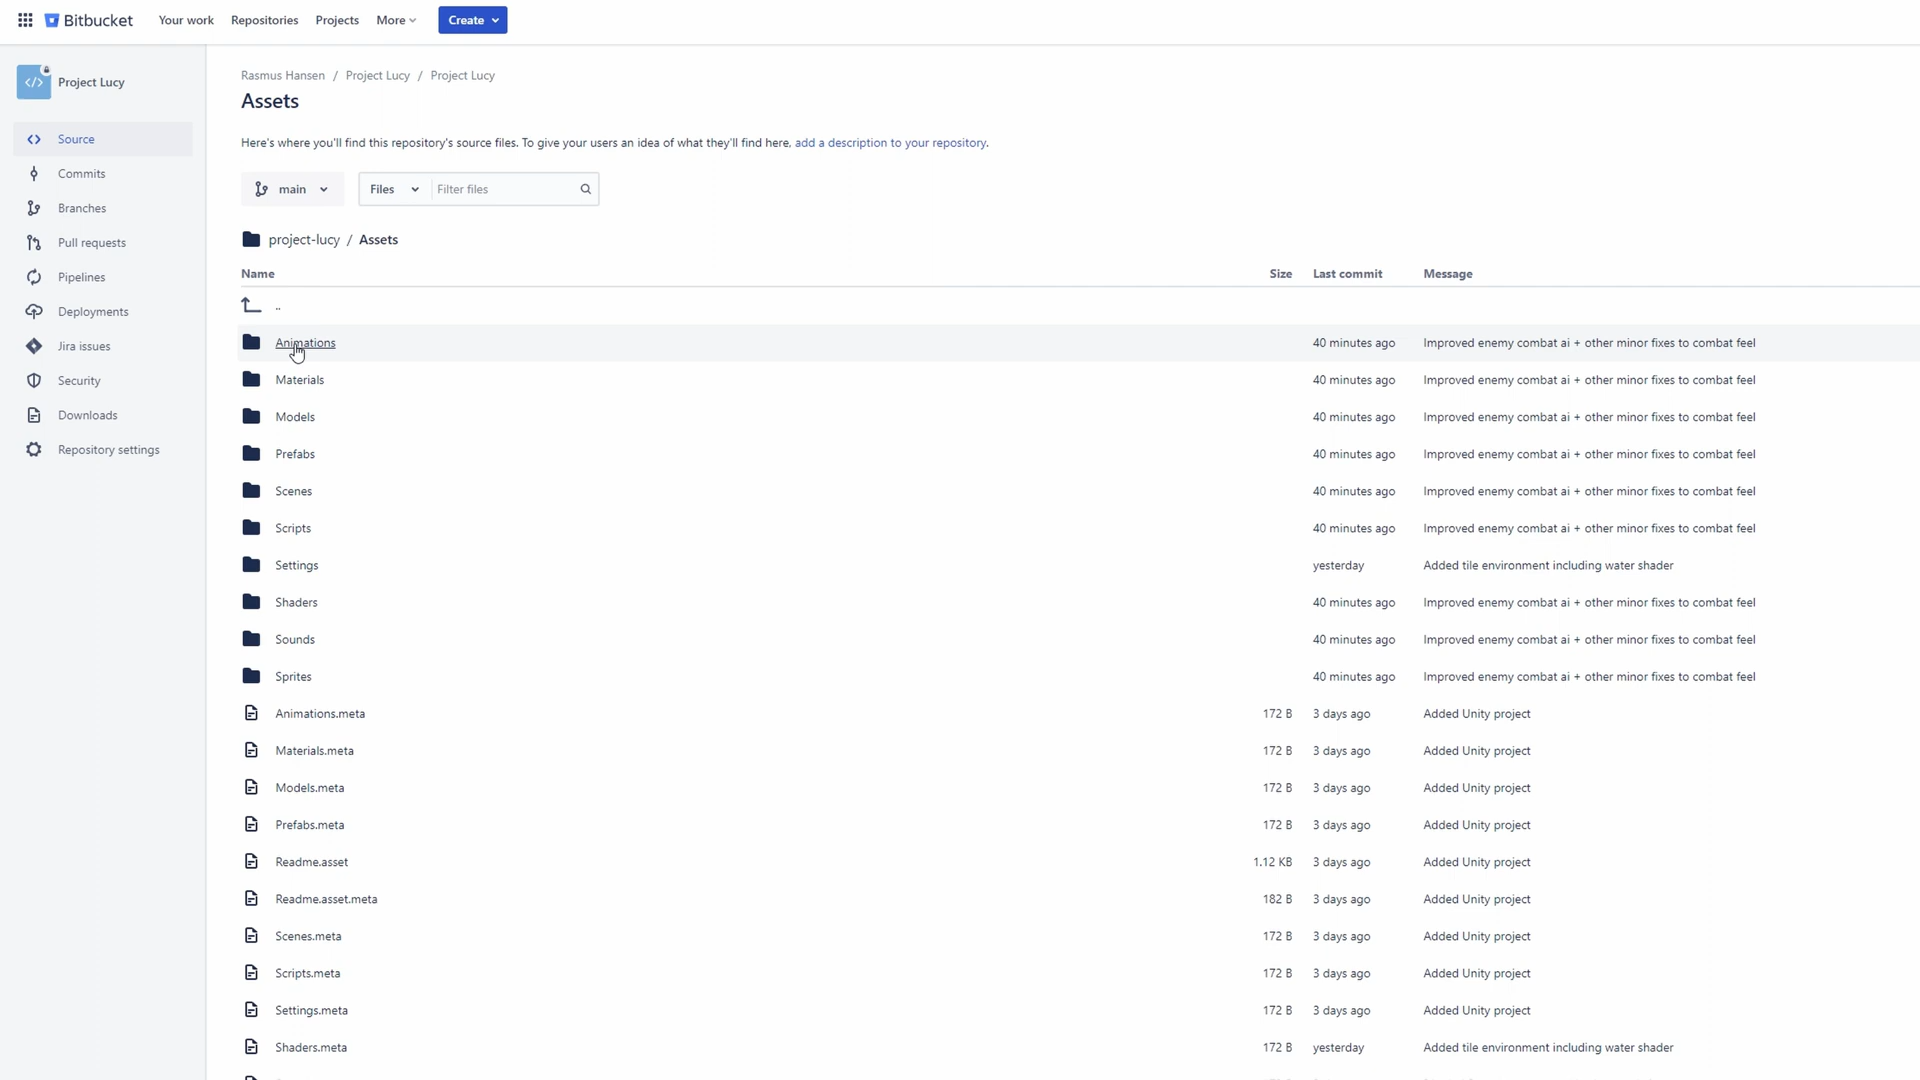 Bitbucket Your work Repositories Projects More Create
Project Lucy
Source
Commits
Branches
Pull requests
Pipelines
Deployments
Jira issues
Security
Downloads
Repository settings
Rasmus Hansen / Project Lucy / Project Lucy
Assets
Here's where you'll find this repository's source files. To give your users an idea of what they'll find here, add a description to your repository.
main Files Filter files
project-lucy / Assets
Name Size Last commit Message
..
Animations 40 minutes ago Improved enemy combat ai + other minor fixes to combat feel
Materials 40 minutes ago Improved enemy combat ai + other minor fixes to combat feel
Models 40 minutes ago Improved enemy combat ai + other minor fixes to combat feel
Prefabs 40 minutes ago Improved enemy combat ai + other minor fixes to combat feel
Scenes 40 minutes ago Improved enemy combat ai + other minor fixes to combat feel
Scripts 40 minutes ago Improved enemy combat ai + other minor fixes to combat feel
Settings yesterday Added tile environment including water shader
Shaders 40 minutes ago Improved enemy combat ai + other minor fixes to combat feel
Sounds 40 minutes ago Improved enemy combat ai + other minor fixes to combat feel
Sprites 40 minutes ago Improved enemy combat ai + other minor fixes to combat feel
Animations.meta 172 B 3 days ago Added Unity project
Materials.meta 172 B 3 days ago Added Unity project
Models.meta 172 B 3 days ago Added Unity project
Prefabs.meta 172 B 3 days ago Added Unity project
Readme.asset 1.12 KB 3 days ago Added Unity project
Readme.asset.meta 182 B 3 days ago Added Unity project
Scenes.meta 172 B 3 days ago Added Unity project
Scripts.meta 172 B 3 days ago Added Unity project
Settings.meta 172 B 3 days ago Added Unity project
Shaders.meta 172 B yesterday Added tile environment including water shader